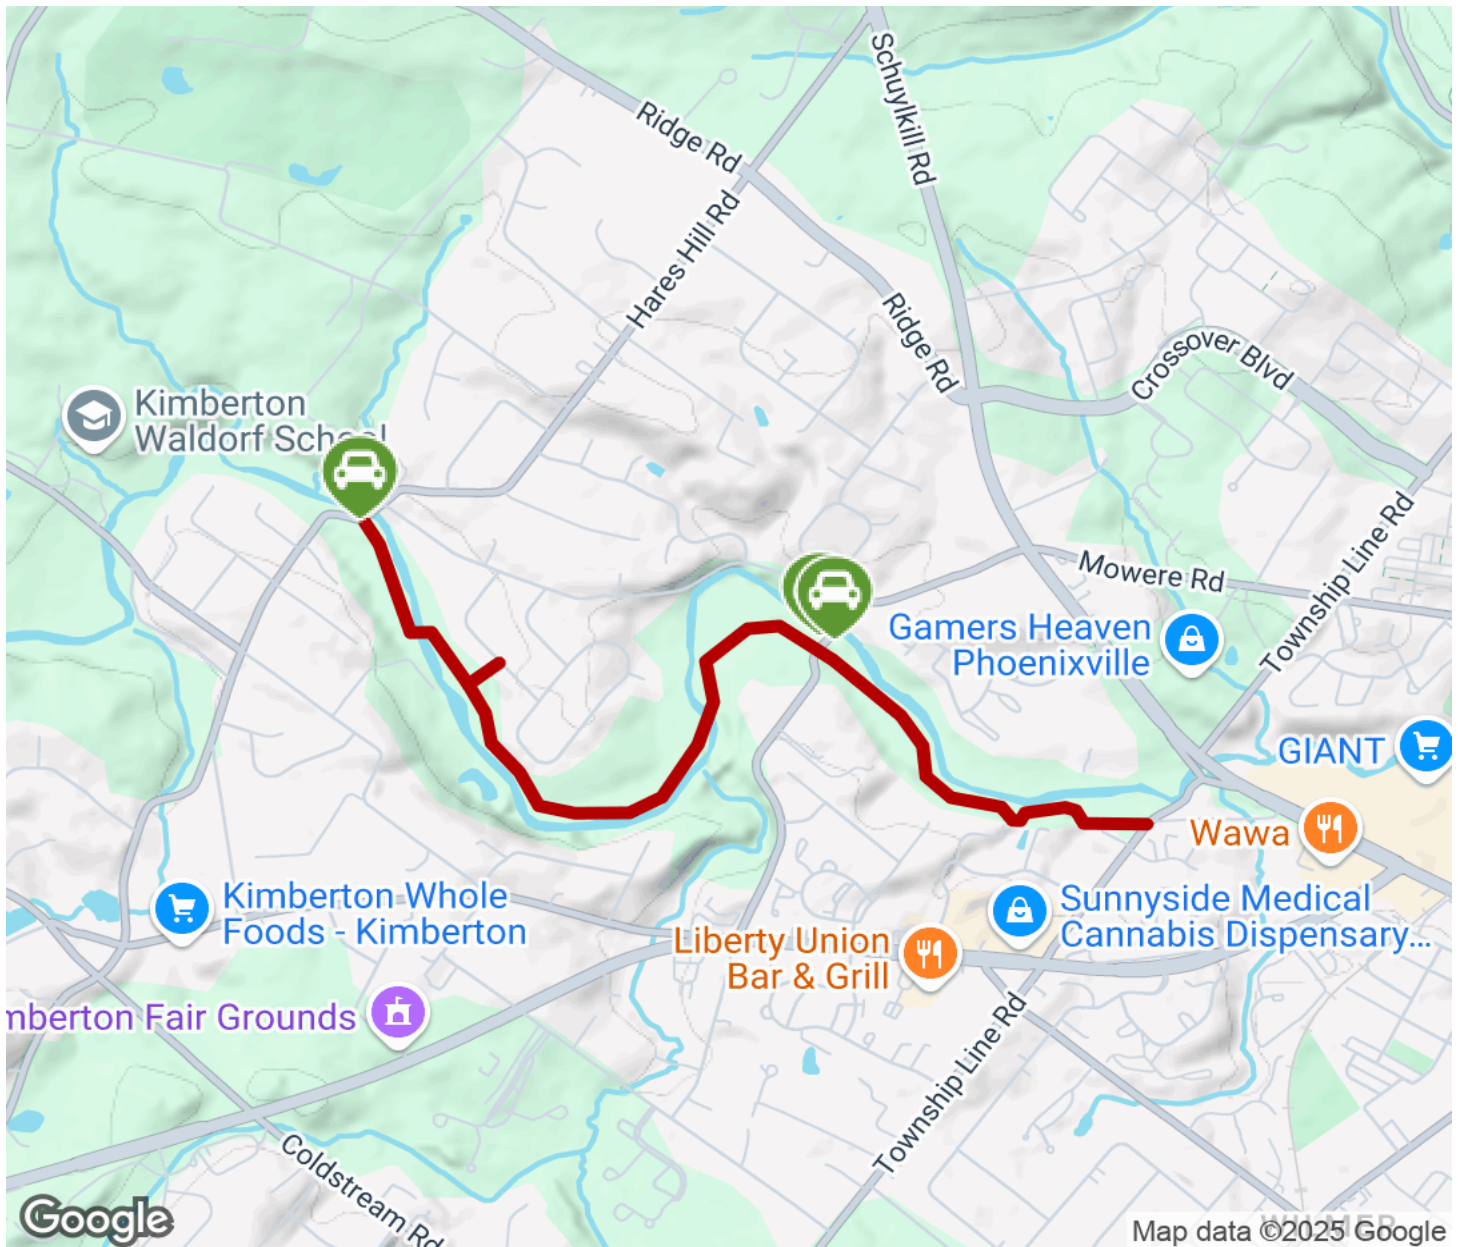 Schuylkill Rd
Ridge Rd
Hares Hill Rd
Ridge Rd
Crossover Blvd
Kimberton
Waldorf School
Township Line Rd
Mowere Rd
Gamers Heaven
Phoenixville
GIANT
Wawa
Kimberton Whole
Foods - Kimberton
Sunnyside Medical
Cannabis Dispensary...
Liberty Union
Bar & Grill
mberton Fair Grounds
Township Line Rd
Coldstream Rd
Google
Map data ©2025 Google